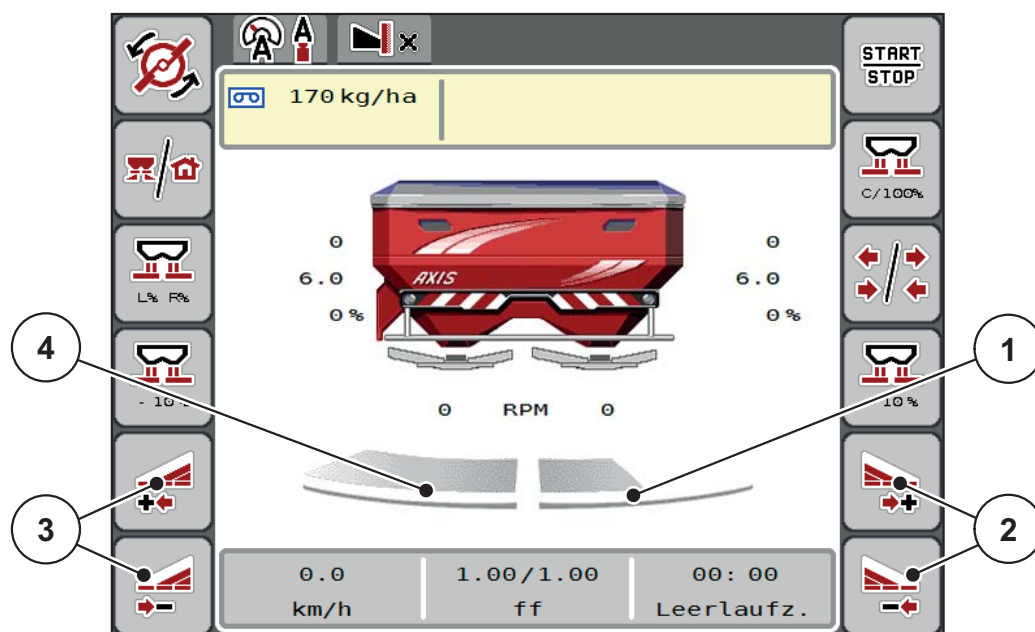 A A
START
STOP
170 kg/ha
C/100%
0 0
AXIS
6.0 6.0
L% R%
0% 0%
4 1
- 10 %
10 %
0 RPM 0
3 2
0.0 1.00/1.00 00: 00
km/h ff Leerlaufz.